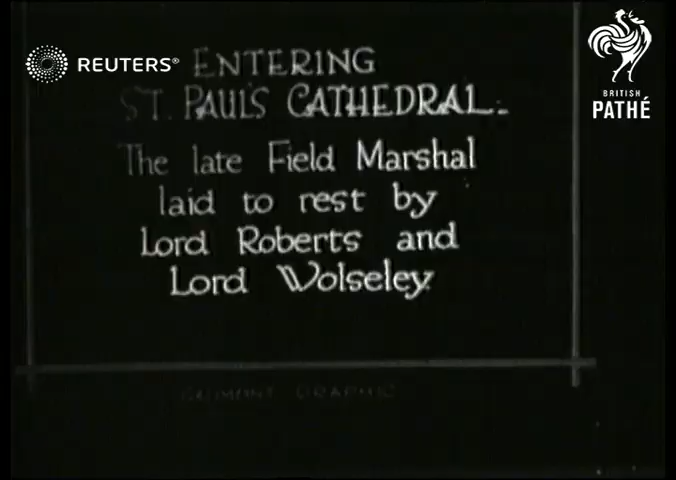 REUTERS®
BRITISH
PATHÉ
ENTERING
ST. PAUL'S CATHEDRAL.
The late Field Marshal
laid to rest by
Lord Roberts and
Lord Wolseley.
GRAPHIC